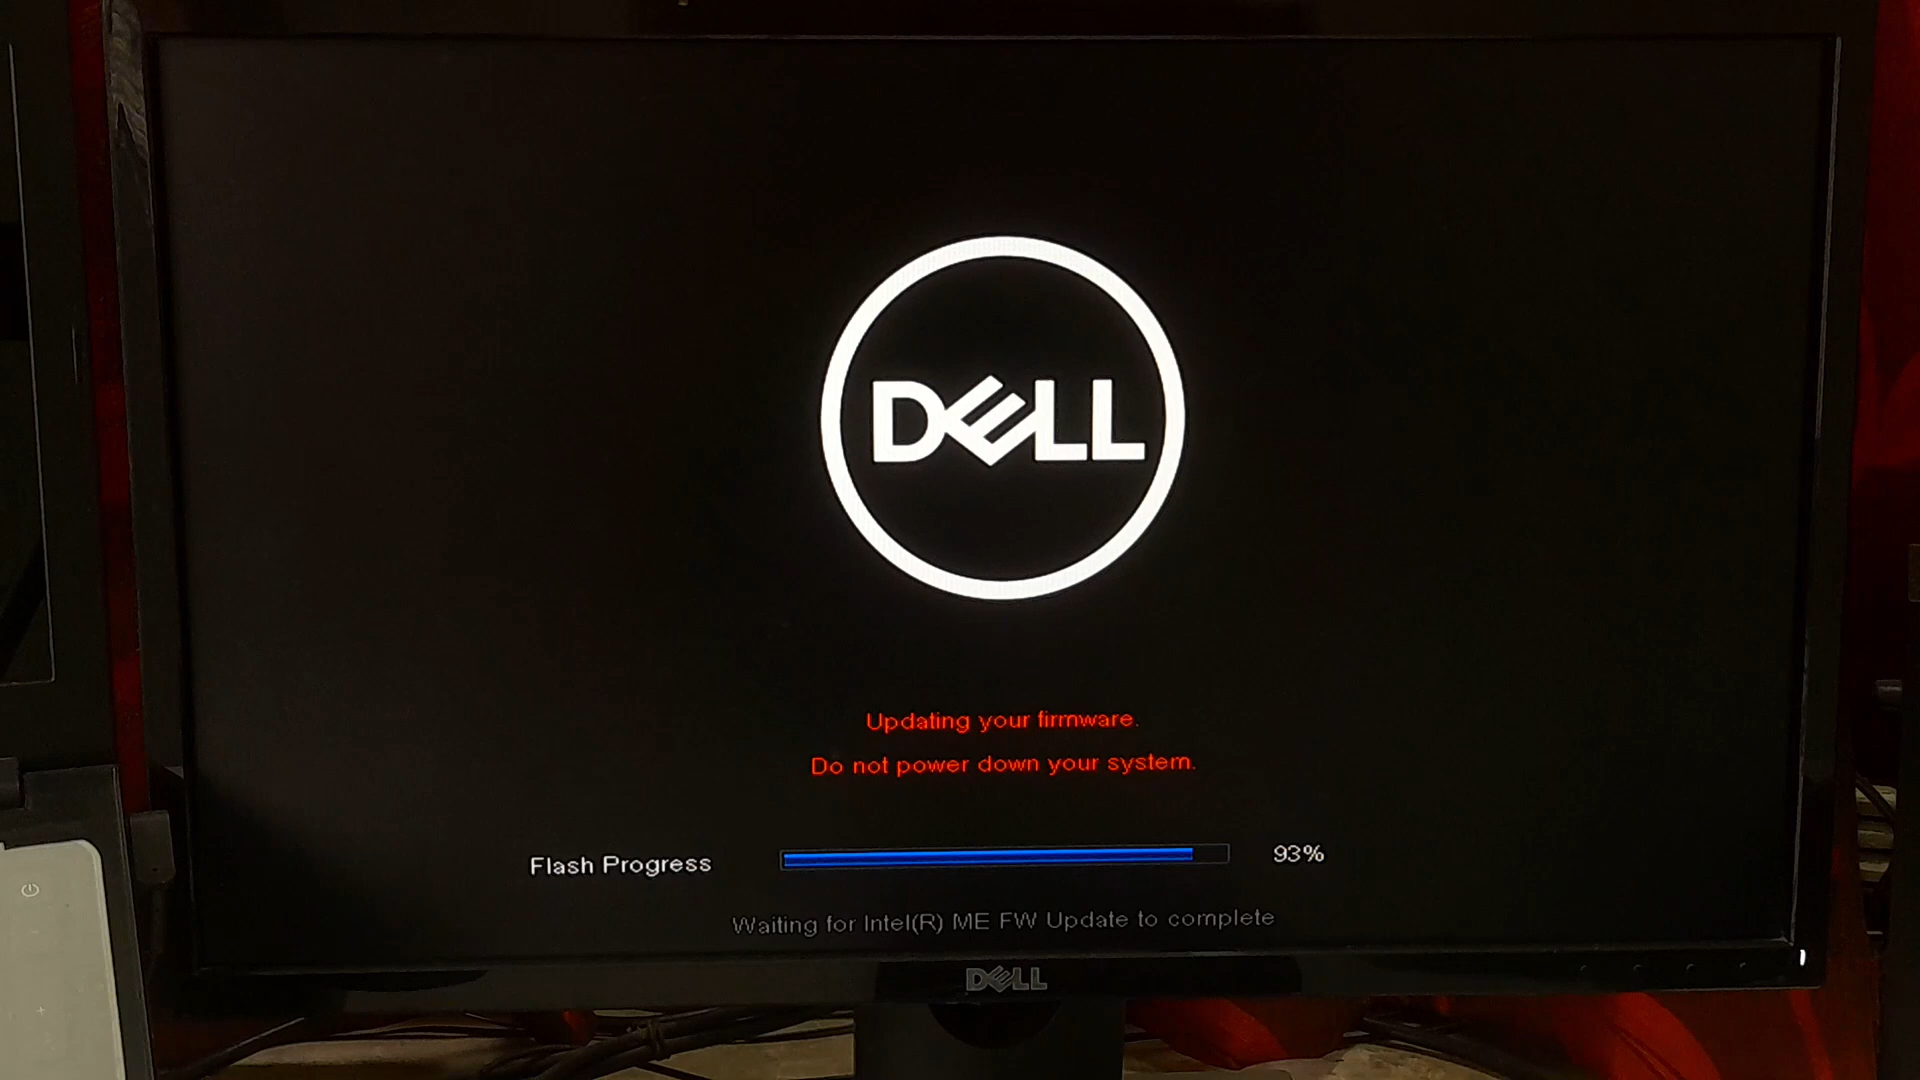 DELL
Updating your firmware.
Do not power down your system.
Flash Progress 93%
Waiting for Intel(R) ME FW Update to complete
DELL